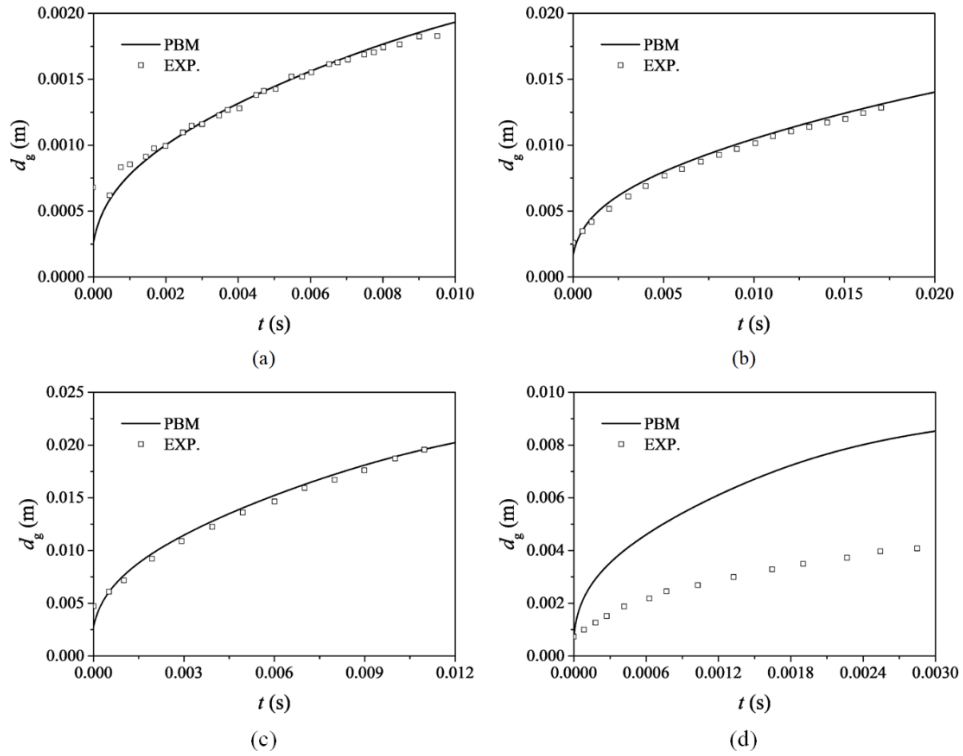 0.0020
0.0015
0.0010
0.0005
0.0000
d_g (m)
PBM
EXP.
0.000 0.002 0.004 0.006 0.008 0.010
t (s)
(a)
0.020
0.015
0.010
0.005
0.000
d_g (m)
PBM
EXP.
0.000 0.005 0.010 0.015 0.020
t (s)
(b)
0.025
0.020
0.015
0.010
0.005
0.000
d_g (m)
PBM
EXP.
0.000 0.003 0.006 0.009 0.012
t (s)
(c)
0.010
0.008
0.006
0.004
0.002
0.000
d_g (m)
PBM
EXP.
0.0000 0.0006 0.0012 0.0018 0.0024 0.0030
t (s)
(d)